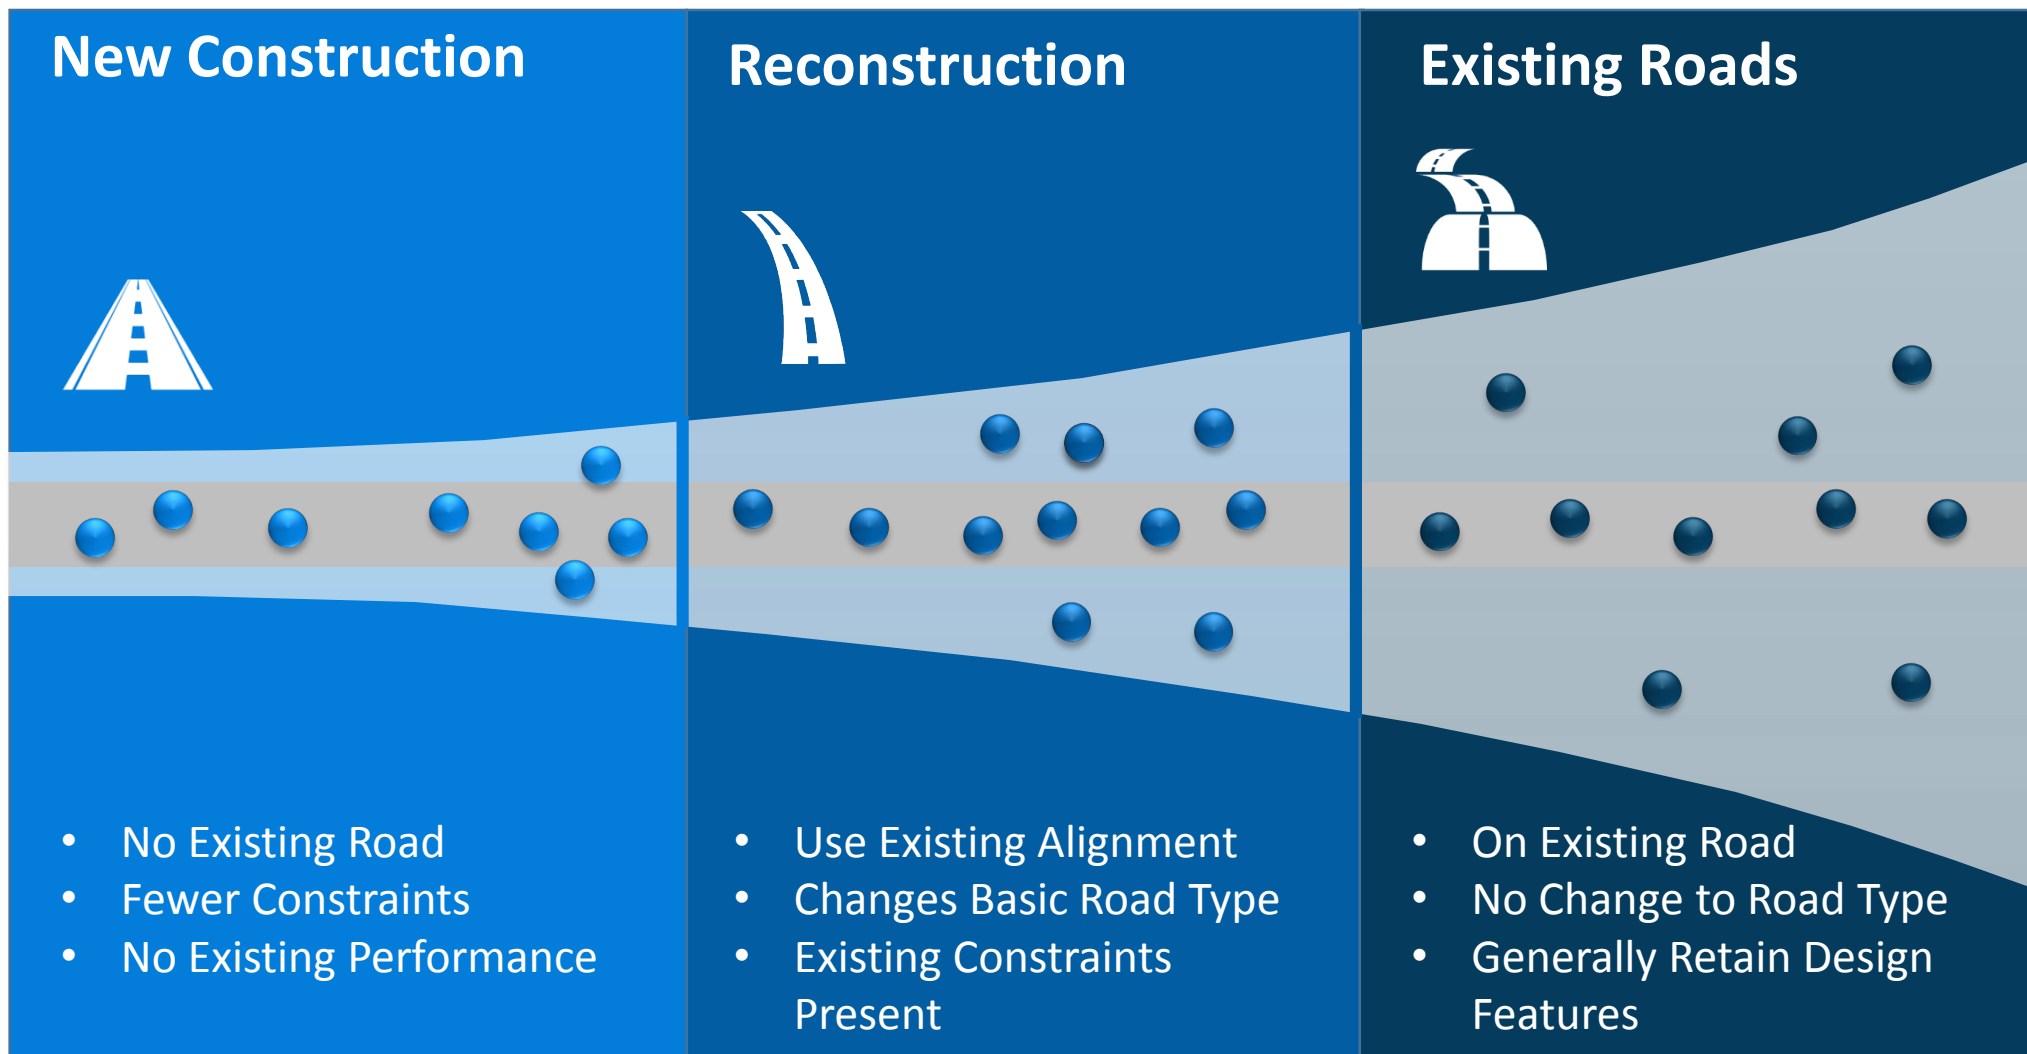 New Construction
Reconstruction
Existing Roads
• No Existing Road
• Fewer Constraints
• No Existing Performance
• Use Existing Alignment
• Changes Basic Road Type
• Existing Constraints
Present
• On Existing Road
• No Change to Road Type
• Generally Retain Design
Features